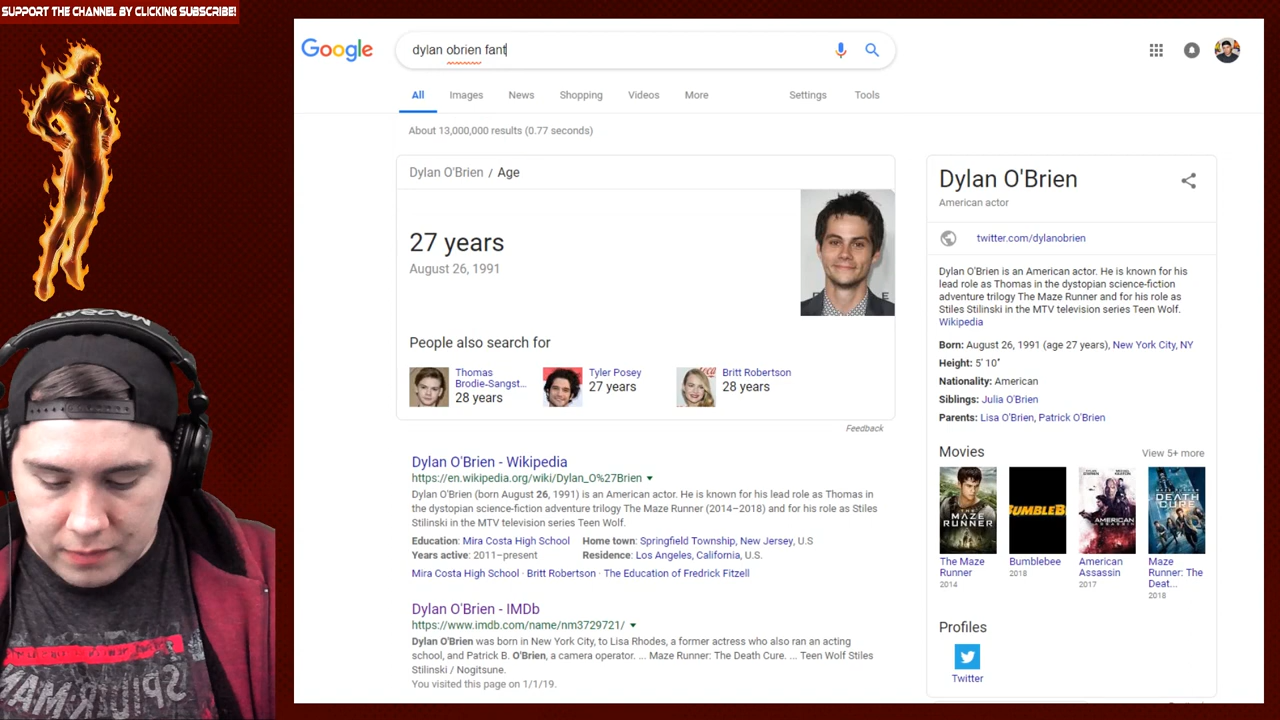 SUPPORT THE CHANNEL BY CLICKING SUBSCRIBE!
Google
dylan obrien fant
All Images News Shopping Videos More Settings Tools
About 13,000,000 results (0.77 seconds)
Dylan O'Brien / Age
27 years
August 26, 1991
People also search for
Thomas Brodie-Sangst...
28 years
Tyler Posey
27 years
Britt Robertson
28 years
Feedback
Dylan O'Brien - Wikipedia
https://en.wikipedia.org/wiki/Dylan_O%27Brien
Dylan O'Brien (born August 26, 1991) is an American actor. He is known for his lead role as Thomas in
the dystopian science-fiction adventure trilogy The Maze Runner (2014–2018) and for his role as Stiles
Stilinski in the MTV television series Teen Wolf.
Education: Mira Costa High School Home town: Springfield Township, New Jersey, U.S
Years active: 2011–present Residence: Los Angeles, California, U.S.
Mira Costa High School · Britt Robertson · The Education of Fredrick Fitzell
Dylan O'Brien - IMDb
https://www.imdb.com/name/nm3729721/
Dylan O'Brien was born in New York City, to Lisa Rhodes, a former actress who also ran an acting
school, and Patrick B. O'Brien, a camera operator. ... Maze Runner: The Death Cure. ... Teen Wolf Stiles
Stilinski / Nogitsune.
You visited this page on 1/1/19.
Dylan O'Brien
American actor
twitter.com/dylanobrien
Dylan O'Brien is an American actor. He is known for his
lead role as Thomas in the dystopian science-fiction
adventure trilogy The Maze Runner and for his role as
Stiles Stilinski in the MTV television series Teen Wolf.
Wikipedia
Born: August 26, 1991 (age 27 years), New York City, NY
Height: 5′ 10″
Nationality: American
Siblings: Julia O'Brien
Parents: Lisa O'Brien, Patrick O'Brien
Movies View 5+ more
THE MAZE RUNNER
BUMBLEB
AMERICAN ASSASSIN
DEATH CURE
The Maze Runner
2014
Bumblebee
2018
American Assassin
2017
Maze Runner: The Deat...
2018
Profiles
Twitter